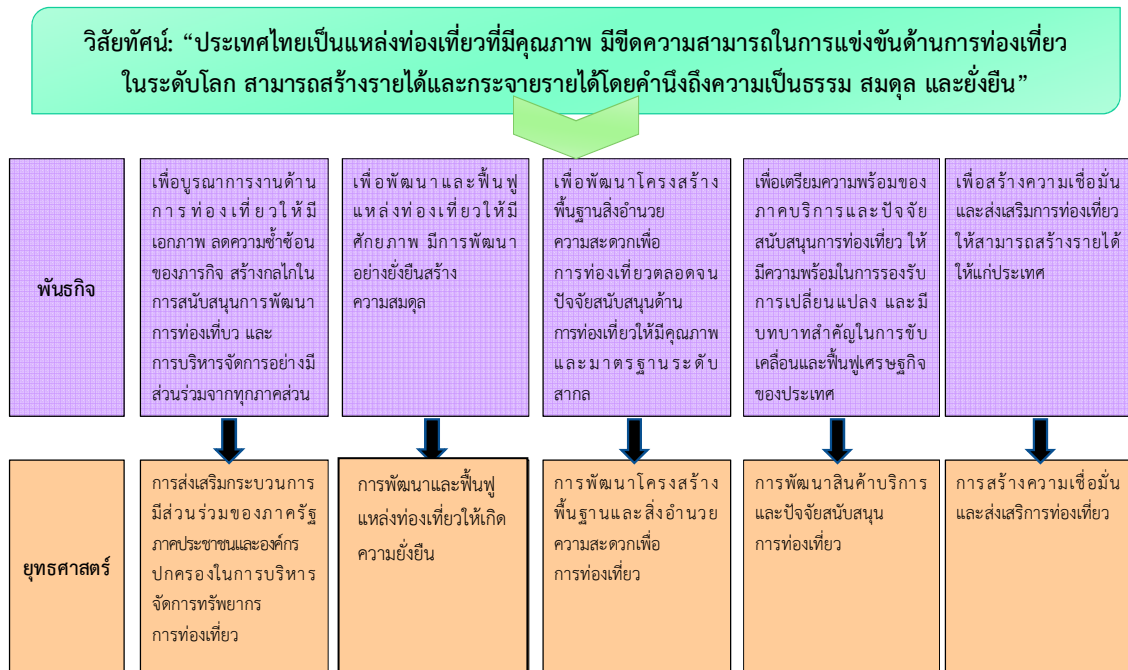 วิสัยทัศน์: “ประเทศไทยเป็นแหล่งท่องเที่ยวที่มีคุณภาพ มีขีดความสามารถในการแข่งขันด้านการท่องเที่ยว
ในระดับโลก สามารถสร้างรายได้และกระจายรายได้โดยคำนึงถึงความเป็นธรรม สมดุล และยั่งยืน”
พันธกิจ
เพื่อบูรณาการงานด้าน
การท่องเที่ยวให้มี
เอกภาพ ลดความซ้ำซ้อน
ของภารกิจ สร้างกลไกใน
การสนับสนุนการพัฒนา
การท่องเที่บว และ
การบริหารจัดการอย่างมี
ส่วนร่วมจากทุกภาคส่วน
เพื่อพัฒนาและฟื้นฟู
แหล่งท่องเที่ยวให้มี
ศักยภาพ มีการพัฒนา
อย่างยั่งยืนสร้าง
ความสมดุล
เพื่อพัฒนาโครงสร้าง
พื้นฐานสิ่งอำนวย
ความสะดวกเพื่อ
การท่องเที่ยวตลอดจน
ปัจจัยสนับสนุนด้าน
การท่องเที่ยวให้มีคุณภาพ
และมาตรฐานระดับ
สากล
เพื่อเตรียมความพร้อมของ
ภาคบริการและปัจจัย
สนับสนุนการท่องเที่ยว ให้
มีความพร้อมในการรองรับ
การเปลี่ยนแปลง และมี
บทบาทสำคัญในการขับ
เคลื่อนและฟื้นฟูเศรษฐกิจ
ของประเทศ
เพื่อสร้างความเชื่อมั่น
และส่งเสริมการท่องเที่ยว
ให้สามารถสร้างรายได้
ให้แก่ประเทศ
ยุทธศาสตร์
การส่งเสริมกระบวนการ
มีส่วนร่วมของภาครัฐ
ภาคประชาชนและองค์กร
ปกครองในการบริหาร
จัดการทรัพยากร
การท่องเที่ยว
การพัฒนาและฟื้นฟู
แหล่งท่องเที่ยวให้เกิด
ความยั่งยืน
การพัฒนาโครงสร้าง
พื้นฐานและสิ่งอำนวย
ความสะดวกเพื่อ
การท่องเที่ยว
การพัฒนาสินค้าบริการ
และปัจจัยสนับสนุน
การท่องเที่ยว
การสร้างความเชื่อมั่น
และส่งเสริการท่องเที่ยว